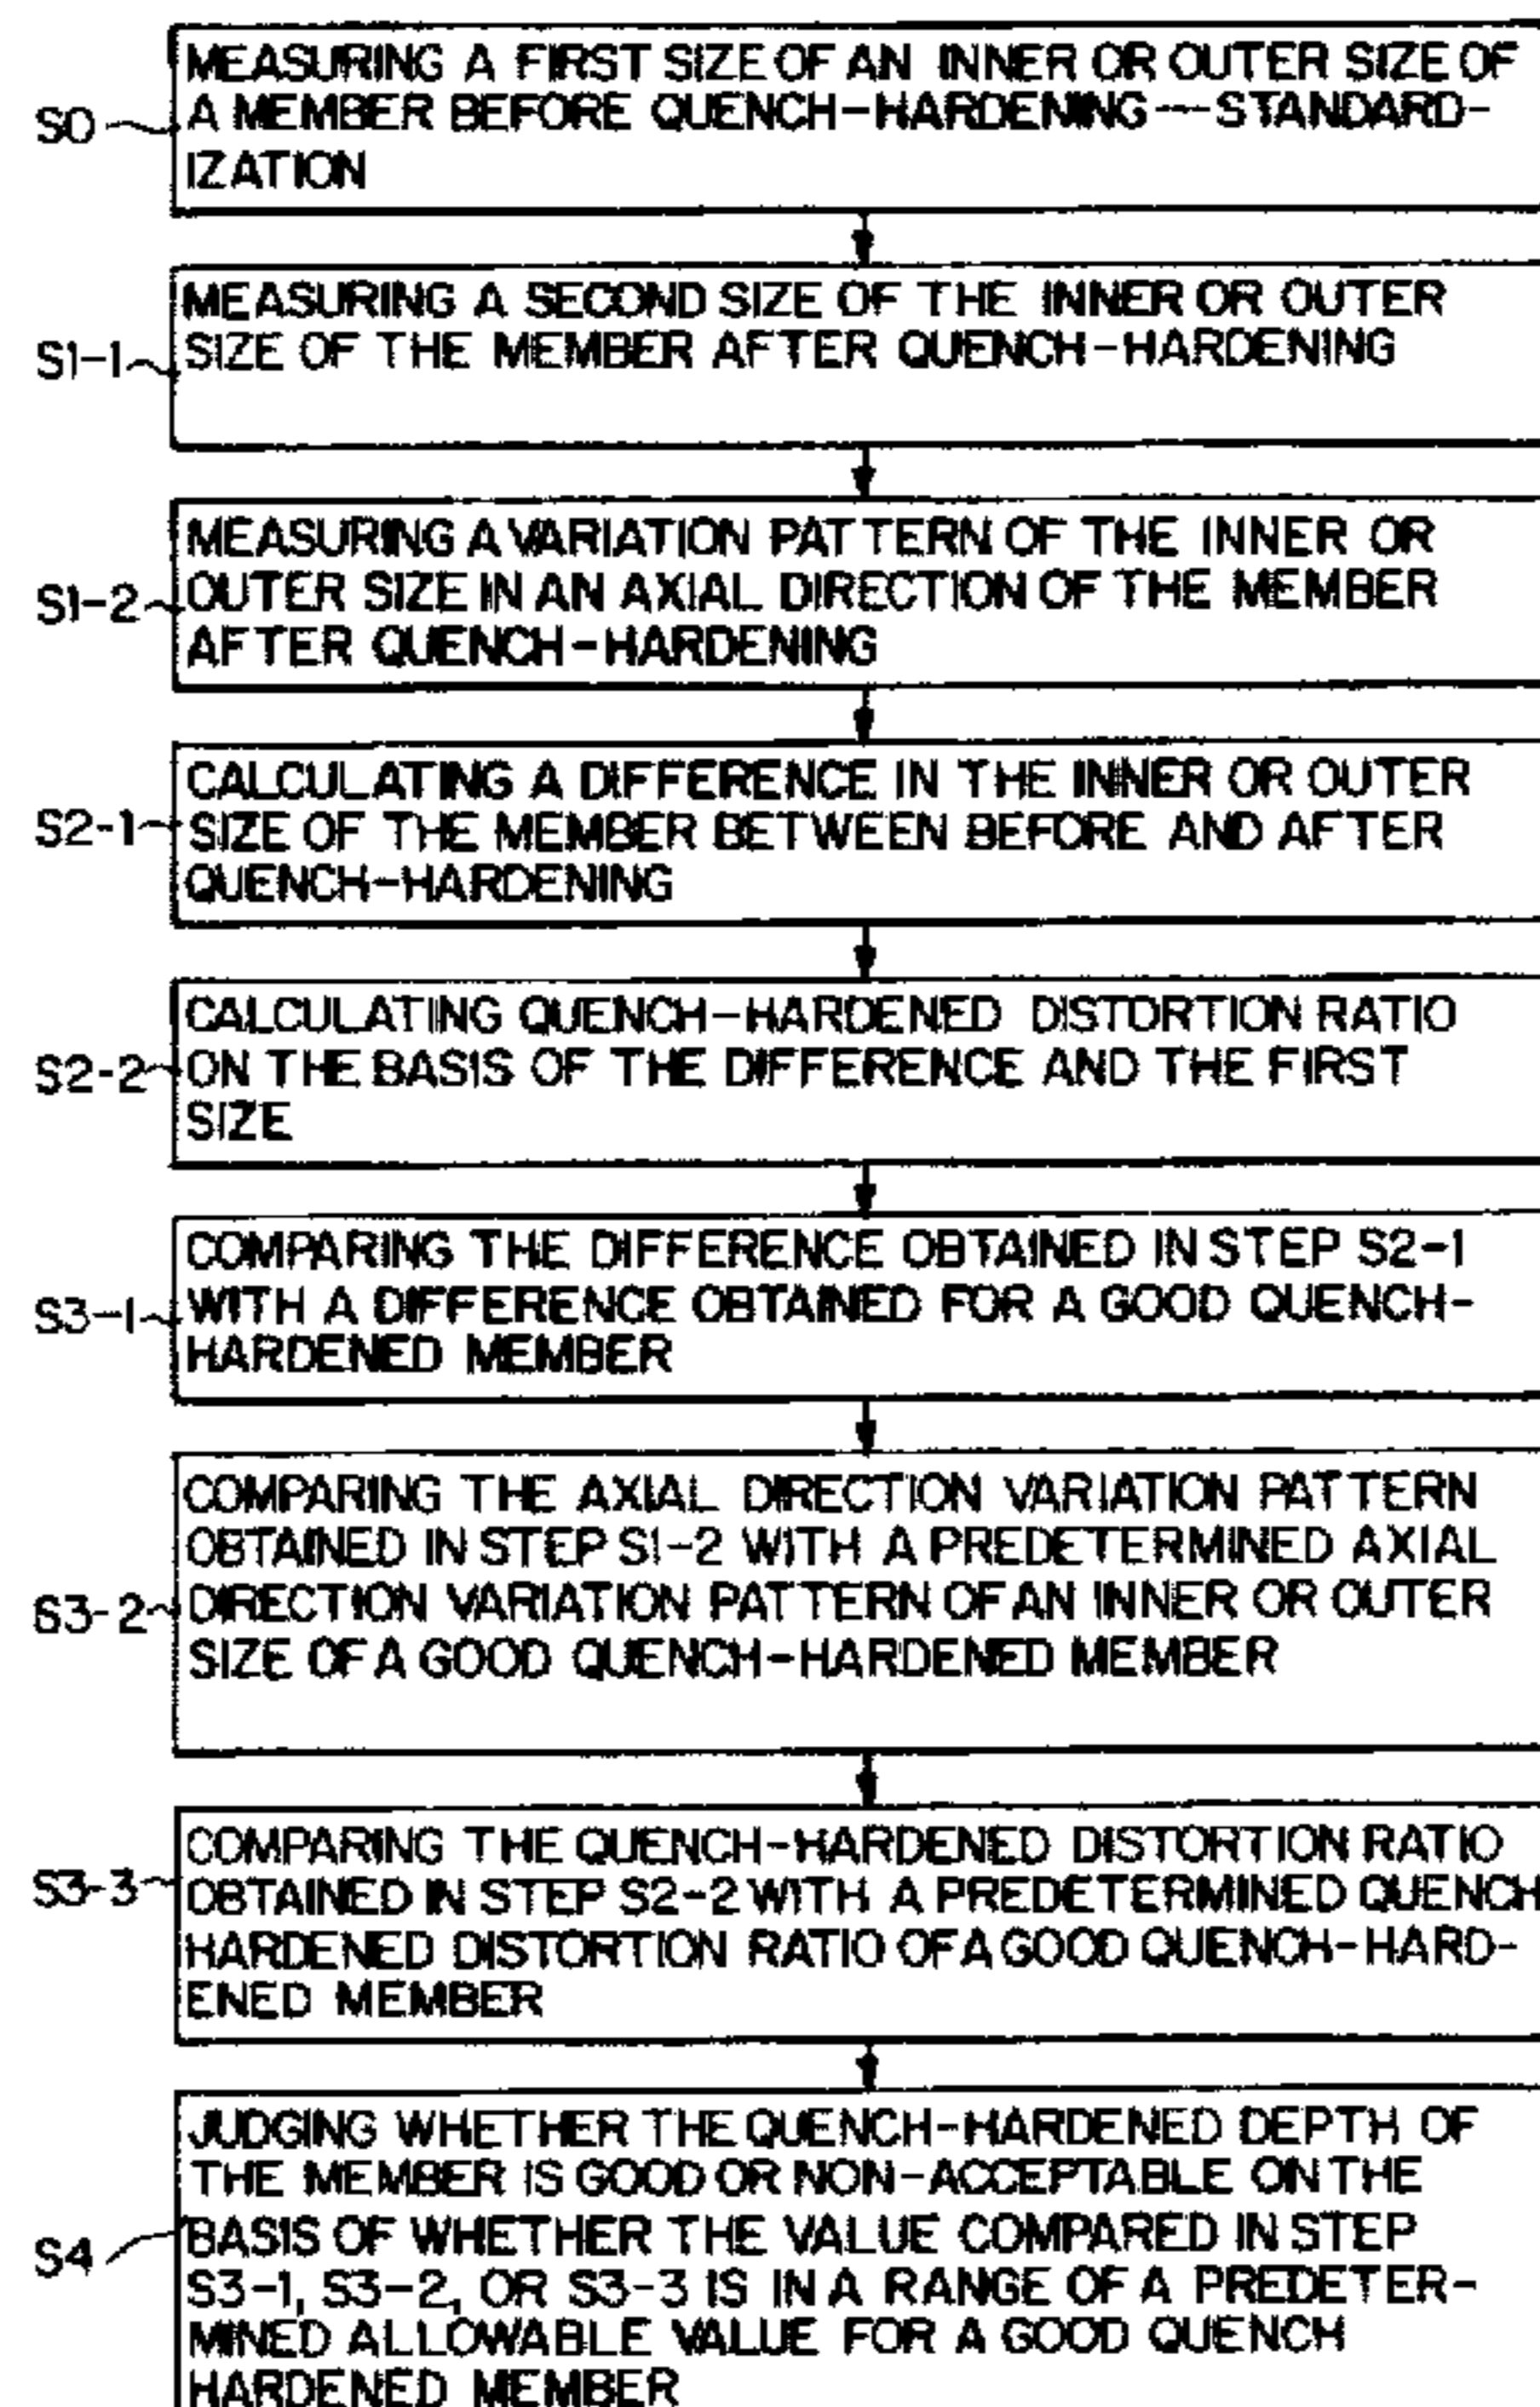 MEASURING A FIRST SIZE OF AN INNER OR OUTER SIZE OF
S0 A MEMBER BEFORE QUENCH-HARDENING--STANDARD-
IZATION
MEASURING A SECOND SIZE OF THE INNER OR OUTER
S1-1 SIZE OF THE MEMBER AFTER QUENCH-HARDENING
MEASURING A VARIATION PATTERN OF THE INNER OR
S1-2 OUTER SIZE IN AN AXIAL DIRECTION OF THE MEMBER
AFTER QUENCH-HARDENING
CALCULATING A DIFFERENCE IN THE INNER OR OUTER
S2-1 SIZE OF THE MEMBER BETWEEN BEFORE AND AFTER
QUENCH-HARDENING
CALCULATING QUENCH-HARDENED DISTORTION RATIO
S2-2 ON THE BASIS OF THE DIFFERENCE AND THE FIRST
SIZE
COMPARING THE DIFFERENCE OBTAINED IN STEP S2-1
S3-1 WITH A DIFFERENCE OBTAINED FOR A GOOD QUENCH-
HARDENED MEMBER
COMPARING THE AXIAL DIRECTION VARIATION PATTERN
OBTAINED IN STEP S1-2 WITH A PREDETERMINED AXIAL
S3-2 DIRECTION VARIATION PATTERN OF AN INNER OR OUTER
SIZE OF A GOOD QUENCH-HARDENED MEMBER
COMPARING THE QUENCH-HARDENED DISTORTION RATIO
S3-3 OBTAINED IN STEP S2-2 WITH A PREDETERMINED QUENCH
HARDENED DISTORTION RATIO OF A GOOD QUENCH-HARD-
ENED MEMBER
JUDGING WHETHER THE QUENCH-HARDENED DEPTH OF
THE MEMBER IS GOOD OR NON-ACCEPTABLE ON THE
S4 BASIS OF WHETHER THE VALUE COMPARED IN STEP
S3-1, S3-2, OR S3-3 IS IN A RANGE OF A PREDETER-
MINED ALLOWABLE VALUE FOR A GOOD QUENCH
HARDENED MEMBER